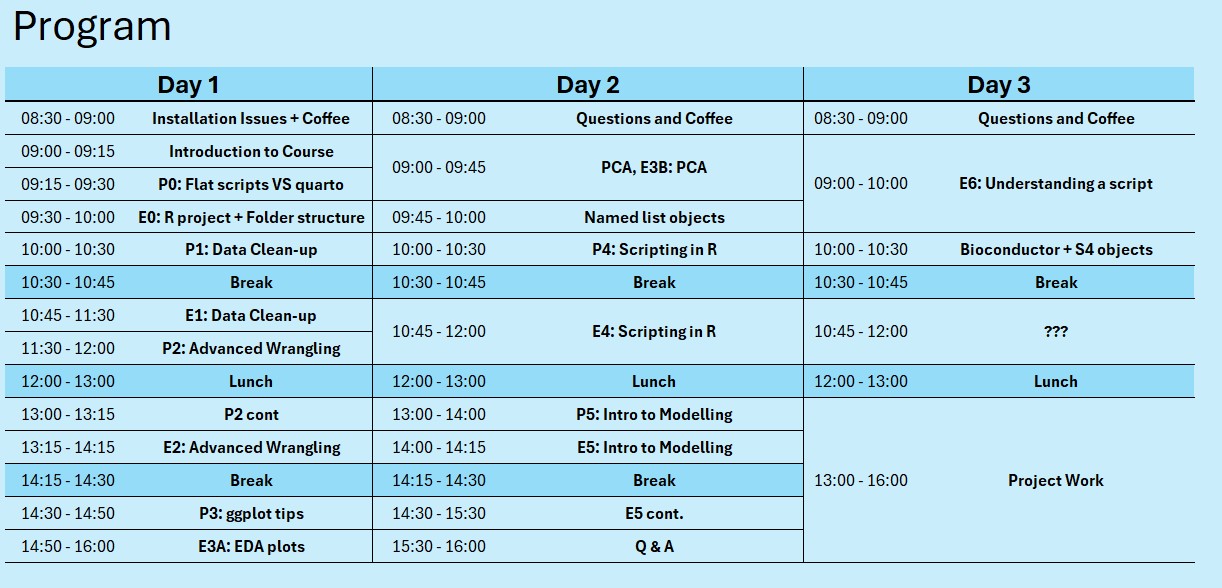 Program
Day 1 Day 2 Day 3
08:30 - 09:00 Installation Issues + Coffee 08:30 - 09:00 Questions and Coffee 08:30 - 09:00 Questions and Coffee
09:00 - 09:15 Introduction to Course
09:00 - 09:45 PCA, E3B: PCA
09:15 - 09:30 P0: Flat scripts VS quarto 09:00 - 10:00 E6: Understanding a script
09:30 - 10:00 E0: R project + Folder structure 09:45 - 10:00 Named list objects
10:00 - 10:30 P1: Data Clean-up 10:00 - 10:30 P4: Scripting in R 10:00 - 10:30 Bioconductor + S4 objects
10:30 - 10:45 Break 10:30 - 10:45 Break 10:30 - 10:45 Break
10:45 - 11:30 E1: Data Clean-up
10:45 - 12:00 E4: Scripting in R 10:45 - 12:00 ???
11:30 - 12:00 P2: Advanced Wrangling
12:00 - 13:00 Lunch 12:00 - 13:00 Lunch 12:00 - 13:00 Lunch
13:00 - 13:15 P2 cont 13:00 - 14:00 P5: Intro to Modelling
13:15 - 14:15 E2: Advanced Wrangling 14:00 - 14:15 E5: Intro to Modelling
14:15 - 14:30 Break 14:15 - 14:30 Break 13:00 - 16:00 Project Work
14:30 - 14:50 P3: ggplot tips 14:30 - 15:30 E5 cont.
14:50 - 16:00 E3A: EDA plots 15:30 - 16:00 Q & A